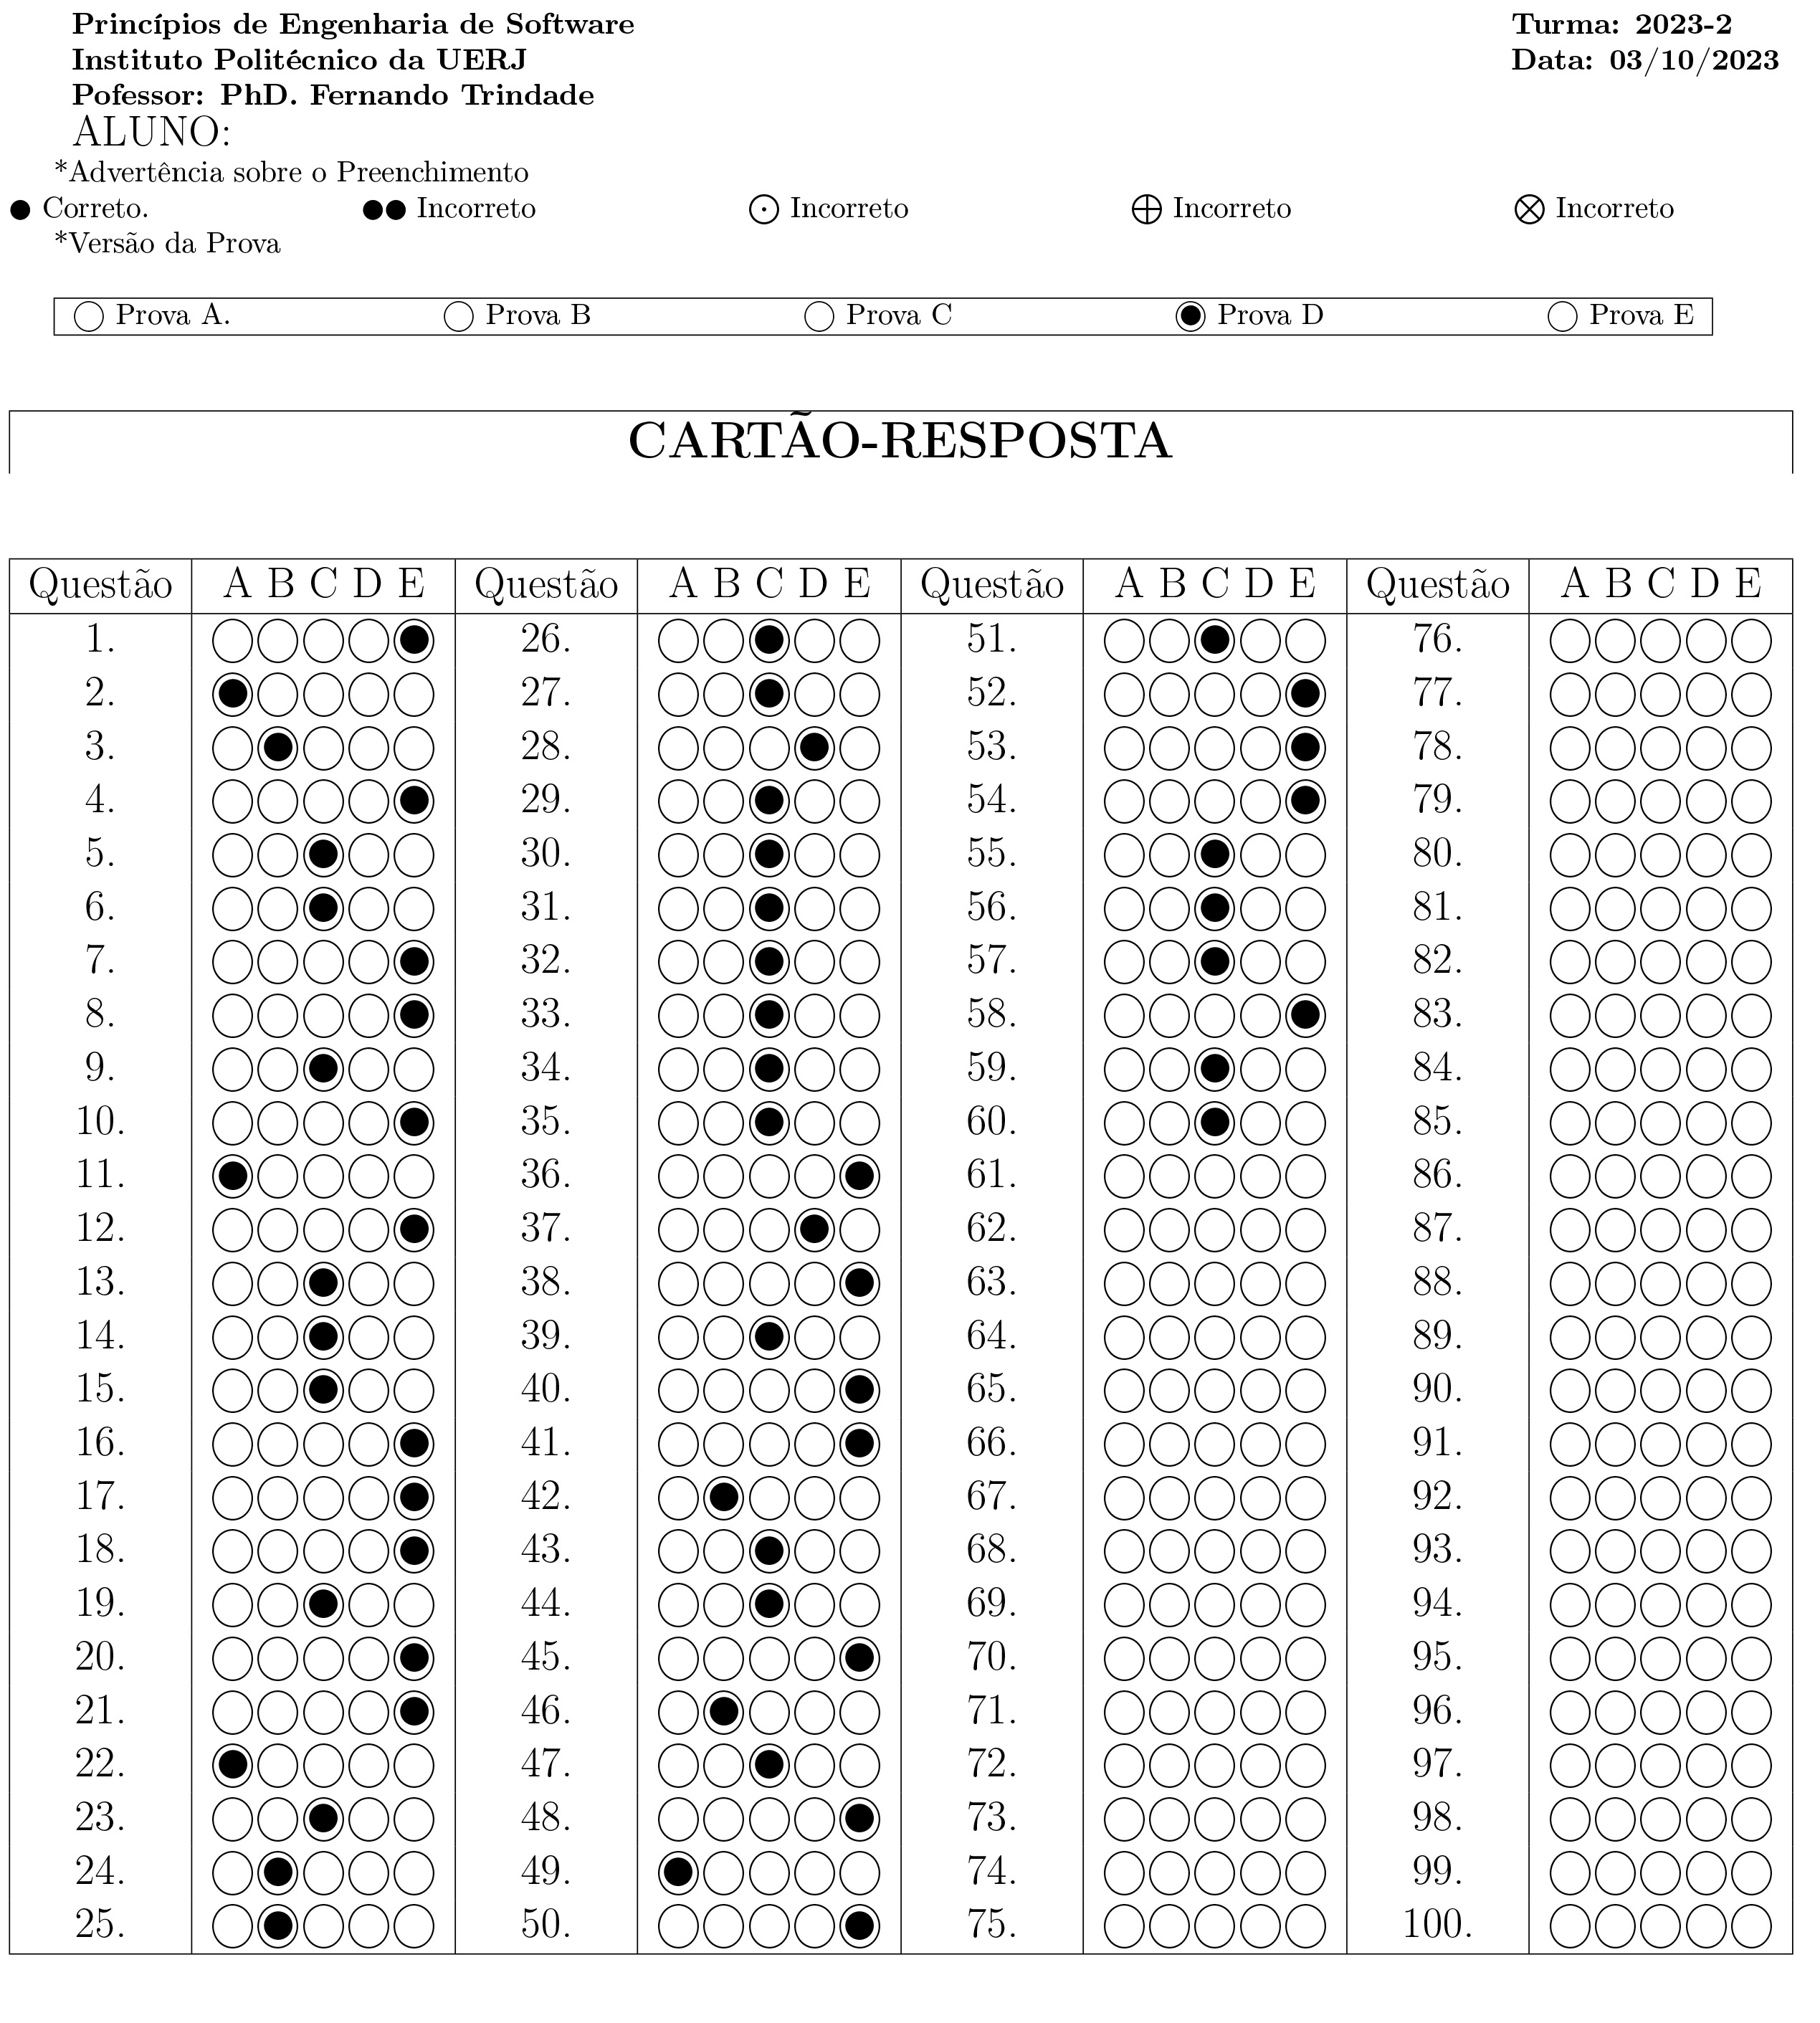 Princípios de Engenharia de Software Turma: 2023-2
Instituto Politécnico da UERJ Data: 03/10/2023
Pofessor: PhD. Fernando Trindade
ALUNO:
*Advertência sobre o Preenchimento
Correto. Incorreto Incorreto Incorreto Incorreto
*Versão da Prova
Prova A. Prova B Prova C Prova D Prova E
CARTÃO-RESPOSTA
Questão A B C D E Questão A B C D E Questão A B C D E Questão A B C D E
1. 26. 51. 76.
2. 27. 52. 77.
3. 28. 53. 78.
4. 29. 54. 79.
5. 30. 55. 80.
6. 31. 56. 81.
7. 32. 57. 82.
8. 33. 58. 83.
9. 34. 59. 84.
10. 35. 60. 85.
11. 36. 61. 86.
12. 37. 62. 87.
13. 38. 63. 88.
14. 39. 64. 89.
15. 40. 65. 90.
16. 41. 66. 91.
17. 42. 67. 92.
18. 43. 68. 93.
19. 44. 69. 94.
20. 45. 70. 95.
21. 46. 71. 96.
22. 47. 72. 97.
23. 48. 73. 98.
24. 49. 74. 99.
25. 50. 75. 100.